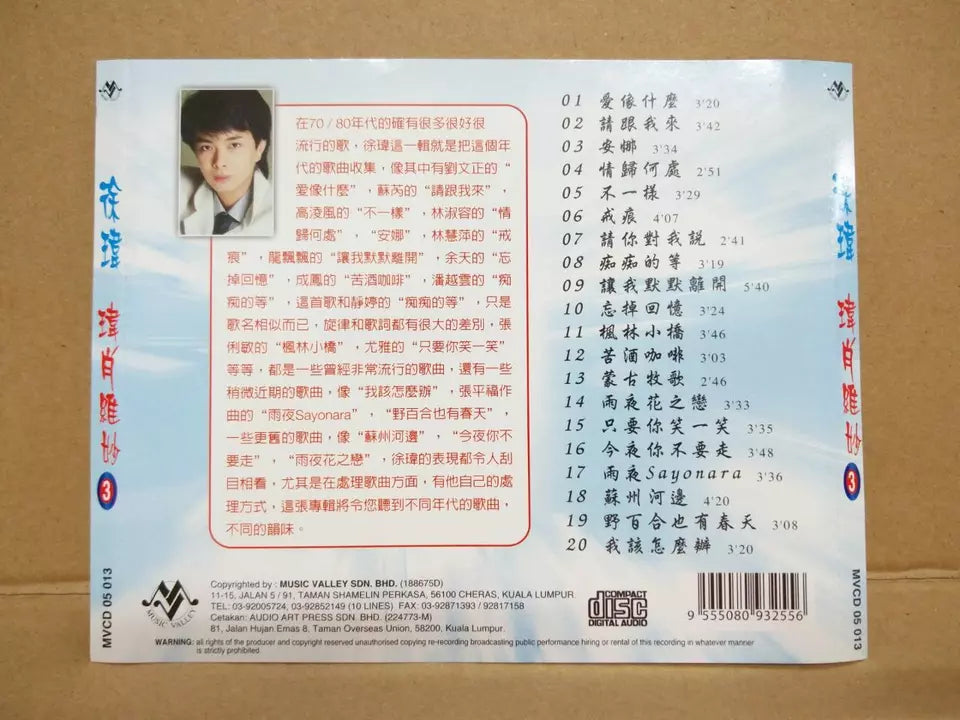 徐瑋 瑋肖羅妙 3
MVCD 05 013
在70 / 80年代的確有很多很好很
流行的歌，徐瑋這一輯就是把這個年
代的歌曲收集，像其中有劉文正的“
愛像什麼”，蘇芮的“請跟我來”，
高淩風的“不一樣”，林淑容的“情
歸何處”，“安娜”，林慧萍的“戒
痕”，龍飄飄的“讓我默默離開”，余天的“忘
掉回憶”，成鳳的“苦酒咖啡”，潘越雲的“痴
痴的等”，這首歌和靜婷的“痴痴的等”，只是
歌名相似而已，旋律和歌詞都有很大的差別，張
俐敏的“楓林小橋”，尤雅的“只要你笑一笑”
等等，都是一些曾經非常流行的歌曲，還有一些
稍微近期的歌曲，像“我該怎麼辦”，張平福作
曲的“雨夜Sayonara”，“野百合也有春天”，
一些更舊的歌曲，像“蘇州河邊”，“今夜你不
要走”，“雨夜花之戀”，徐瑋的表現都令人刮
目相看，尤其是在處理歌曲方面，有他自己的處
理方式，這張專輯將令您聽到不同年代的歌曲，
不同的韻味。
01 愛像什麼 3'20
02 請跟我來 3'42
03 安娜 3'34
04 情歸何處 2'51
05 不一樣 3'29
06 戒痕 4'07
07 請你對我説 2'41
08 痴痴的等 3'19
09 讓我默默離開 5'40
10 忘掉回憶 3'24
11 楓林小橋 3'46
12 苦酒咖啡 3'03
13 蒙古牧歌 2'46
14 雨夜花之戀 3'33
15 只要你笑一笑 3'35
16 今夜你不要走 3'48
17 雨夜Sayonara 3'36
18 蘇州河邊 4'20
19 野百合也有春天 3'08
20 我該怎麼辦 3'20
MUSIC VALLEY
Copyrighted by : MUSIC VALLEY SDN. BHD. (188675D)
11-15, JALAN 5 / 91, TAMAN SHAMELIN PERKASA, 56100 CHERAS, KUALA LUMPUR
TEL: 03-92005724, 03-92852149 (10 LINES) FAX: 03-92871393 / 92817158
Cetakan: AUDIO ART PRESS SDN. BHD. (224773-M)
81, Jalan Hujan Emas 8, Taman Overseas Union, 58200. Kuala Lumpur.
COMPACT
disc
DIGITAL AUDIO
9 555080 932556
WARNING: all rights of the producer and copyright reserved unauthorised copying re-recording broadcasting public performance hiring or rental of this recording in whatever manner
is strictly prohibited.
徐瑋 瑋肖羅妙 3
MVCD 05 013